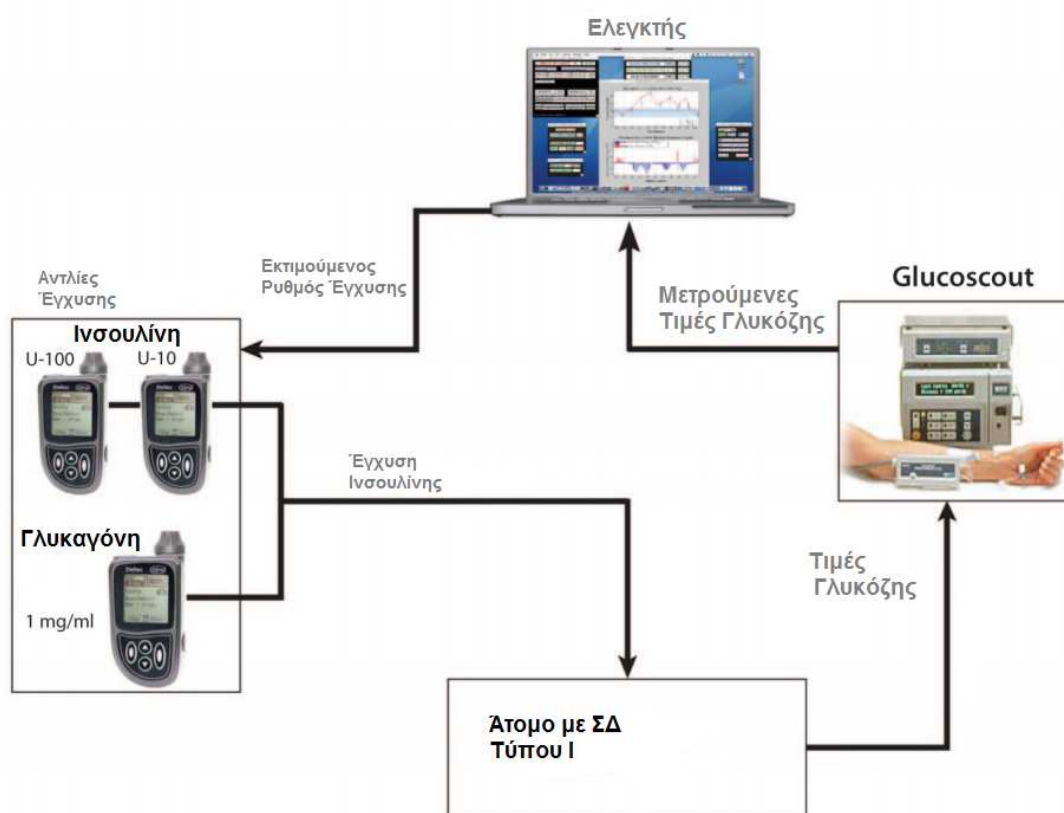 Ελεγκτής
Εκτιμούμενος
Ρυθμός Έγχυσης
Αντλίες
Έγχυσης
Ινσουλίνη
U-100
U-10
Γλυκαγόνη
1 mg/ml
Έγχυση
Ινσουλίνης
Μετρούμενες
Τιμές Γλυκόζης
Glucoscout
Τιμές
Γλυκόζης
Άτομο με ΣΔ
Τύπου Ι